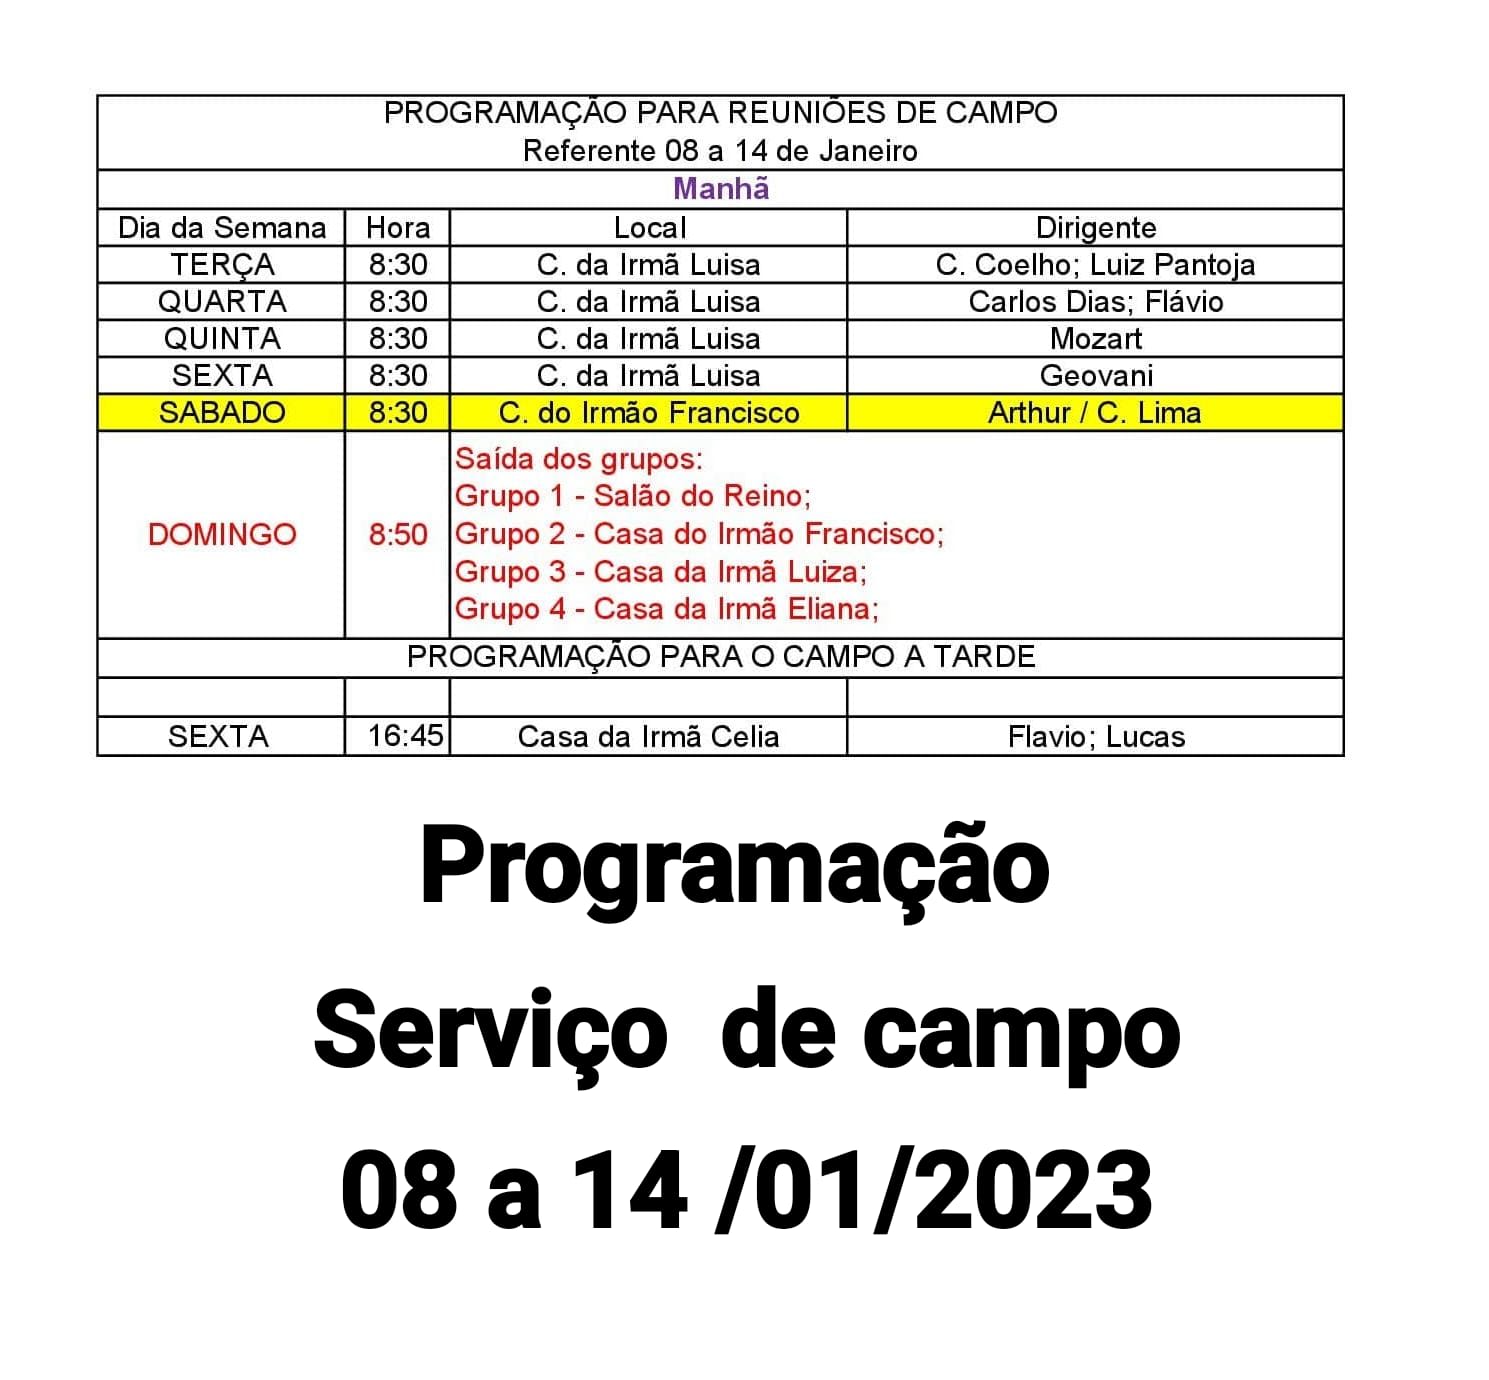 PROGRAMAÇÃO PARA REUNIÕES DE CAMPO
Referente 08 a 14 de Janeiro
Manhã
Dia da Semana Hora Local Dirigente
TERÇA 8:30 C. da Irmã Luisa C. Coelho; Luiz Pantoja
QUARTA 8:30 C. da Irmã Luisa Carlos Dias; Flávio
QUINTA 8:30 C. da Irmã Luisa Mozart
SEXTA 8:30 C. da Irmã Luisa Geovani
SABADO 8:30 C. do Irmão Francisco Arthur / C. Lima
Saída dos grupos:
Grupo 1 - Salão do Reino;
DOMINGO 8:50 Grupo 2 - Casa do Irmão Francisco;
Grupo 3 - Casa da Irmã Luiza;
Grupo 4 - Casa da Irmã Eliana;
PROGRAMAÇÃO PARA O CAMPO A TARDE
SEXTA 16:45 Casa da Irmã Celia Flavio; Lucas
Programação
Serviço de campo
08 a 14 /01/2023